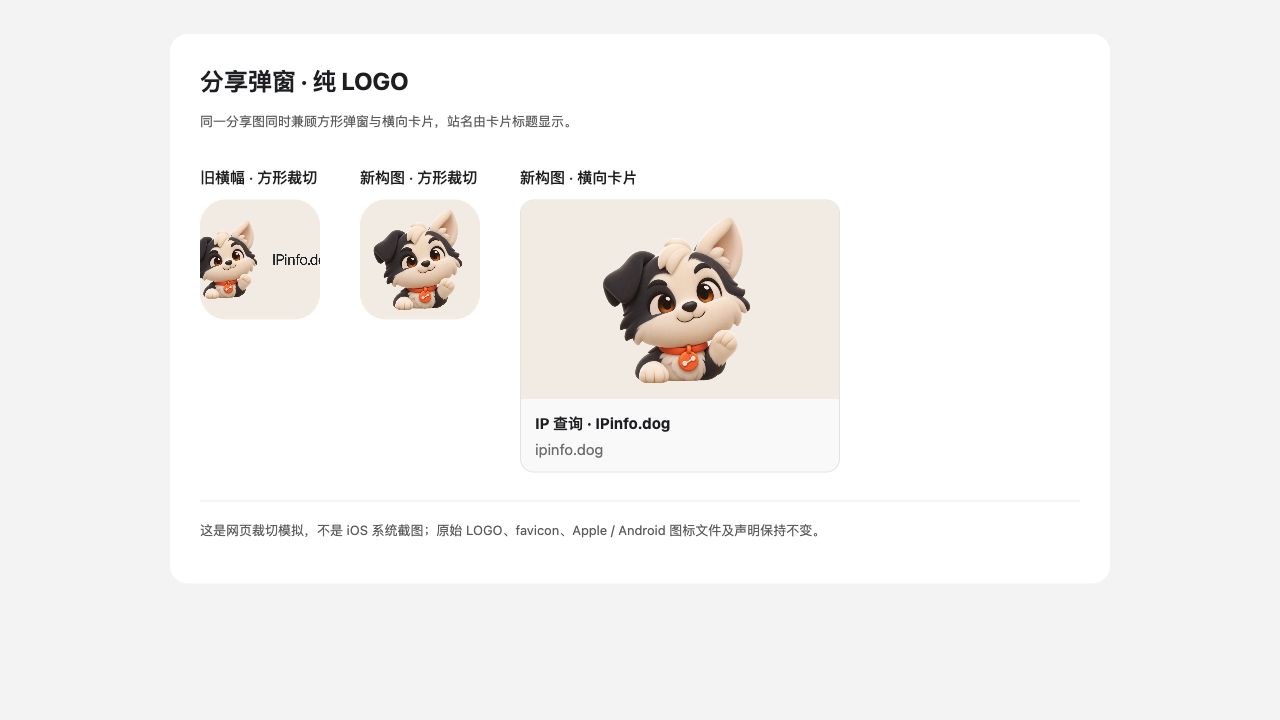 分享弹窗 · 纯 LOGO
同一分享图同时兼顾方形弹窗与横向卡片，站名由卡片标题显示。
旧横幅 · 方形裁切
新构图 · 方形裁切
新构图 · 横向卡片
IPinfo.d
IP 查询 · IPinfo.dog
ipinfo.dog
这是网页裁切模拟，不是 iOS 系统截图；原始 LOGO、favicon、Apple / Android 图标文件及声明保持不变。